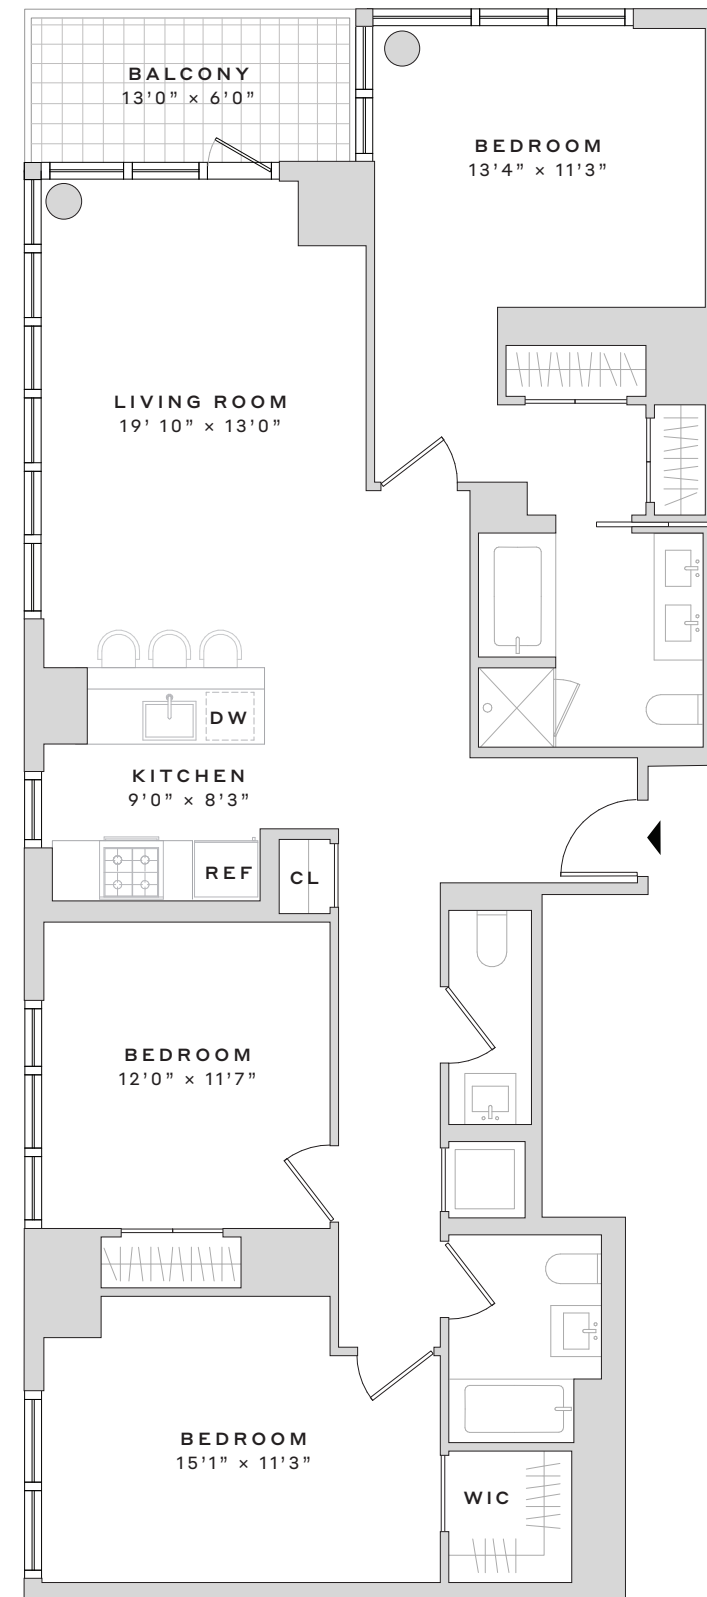 BALCONY
13’0” × 6’0”
BEDROOM
13’4” × 11’3”
LIVING ROOM
19’ 10” × 13’0”
DW
KITCHEN
9’0” × 8’3”
REF
CL
BEDROOM
12’0” × 11’7”
BEDROOM
15’1” × 11’3”
WIC